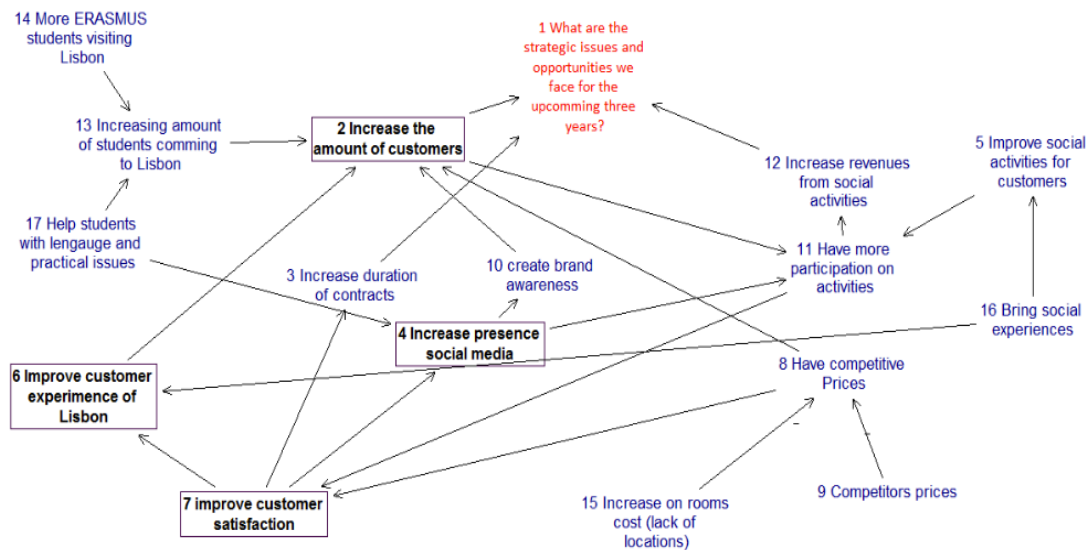 14 More ERASMUS
students visiting
Lisbon
1 What are the
strategic issues and
opportunities we
face for the
upcomming three
years?
13 Increasing amount
of students comming
to Lisbon
2 Increase the
amount of customers
5 Improve social
activities for
customers
12 Increase revenues
from social
activities
17 Help students
with lengauge and
practical issues
3 Increase duration
of contracts
10 create brand
awareness
11 Have more
participation on
activities
4 Increase presence
social media
16 Bring social
experiences
6 Improve customer
experimence of
Lisbon
8 Have competitive
Prices
7 improve customer
satisfaction
15 Increase on rooms
cost (lack of
locations)
9 Competitors prices
-
-